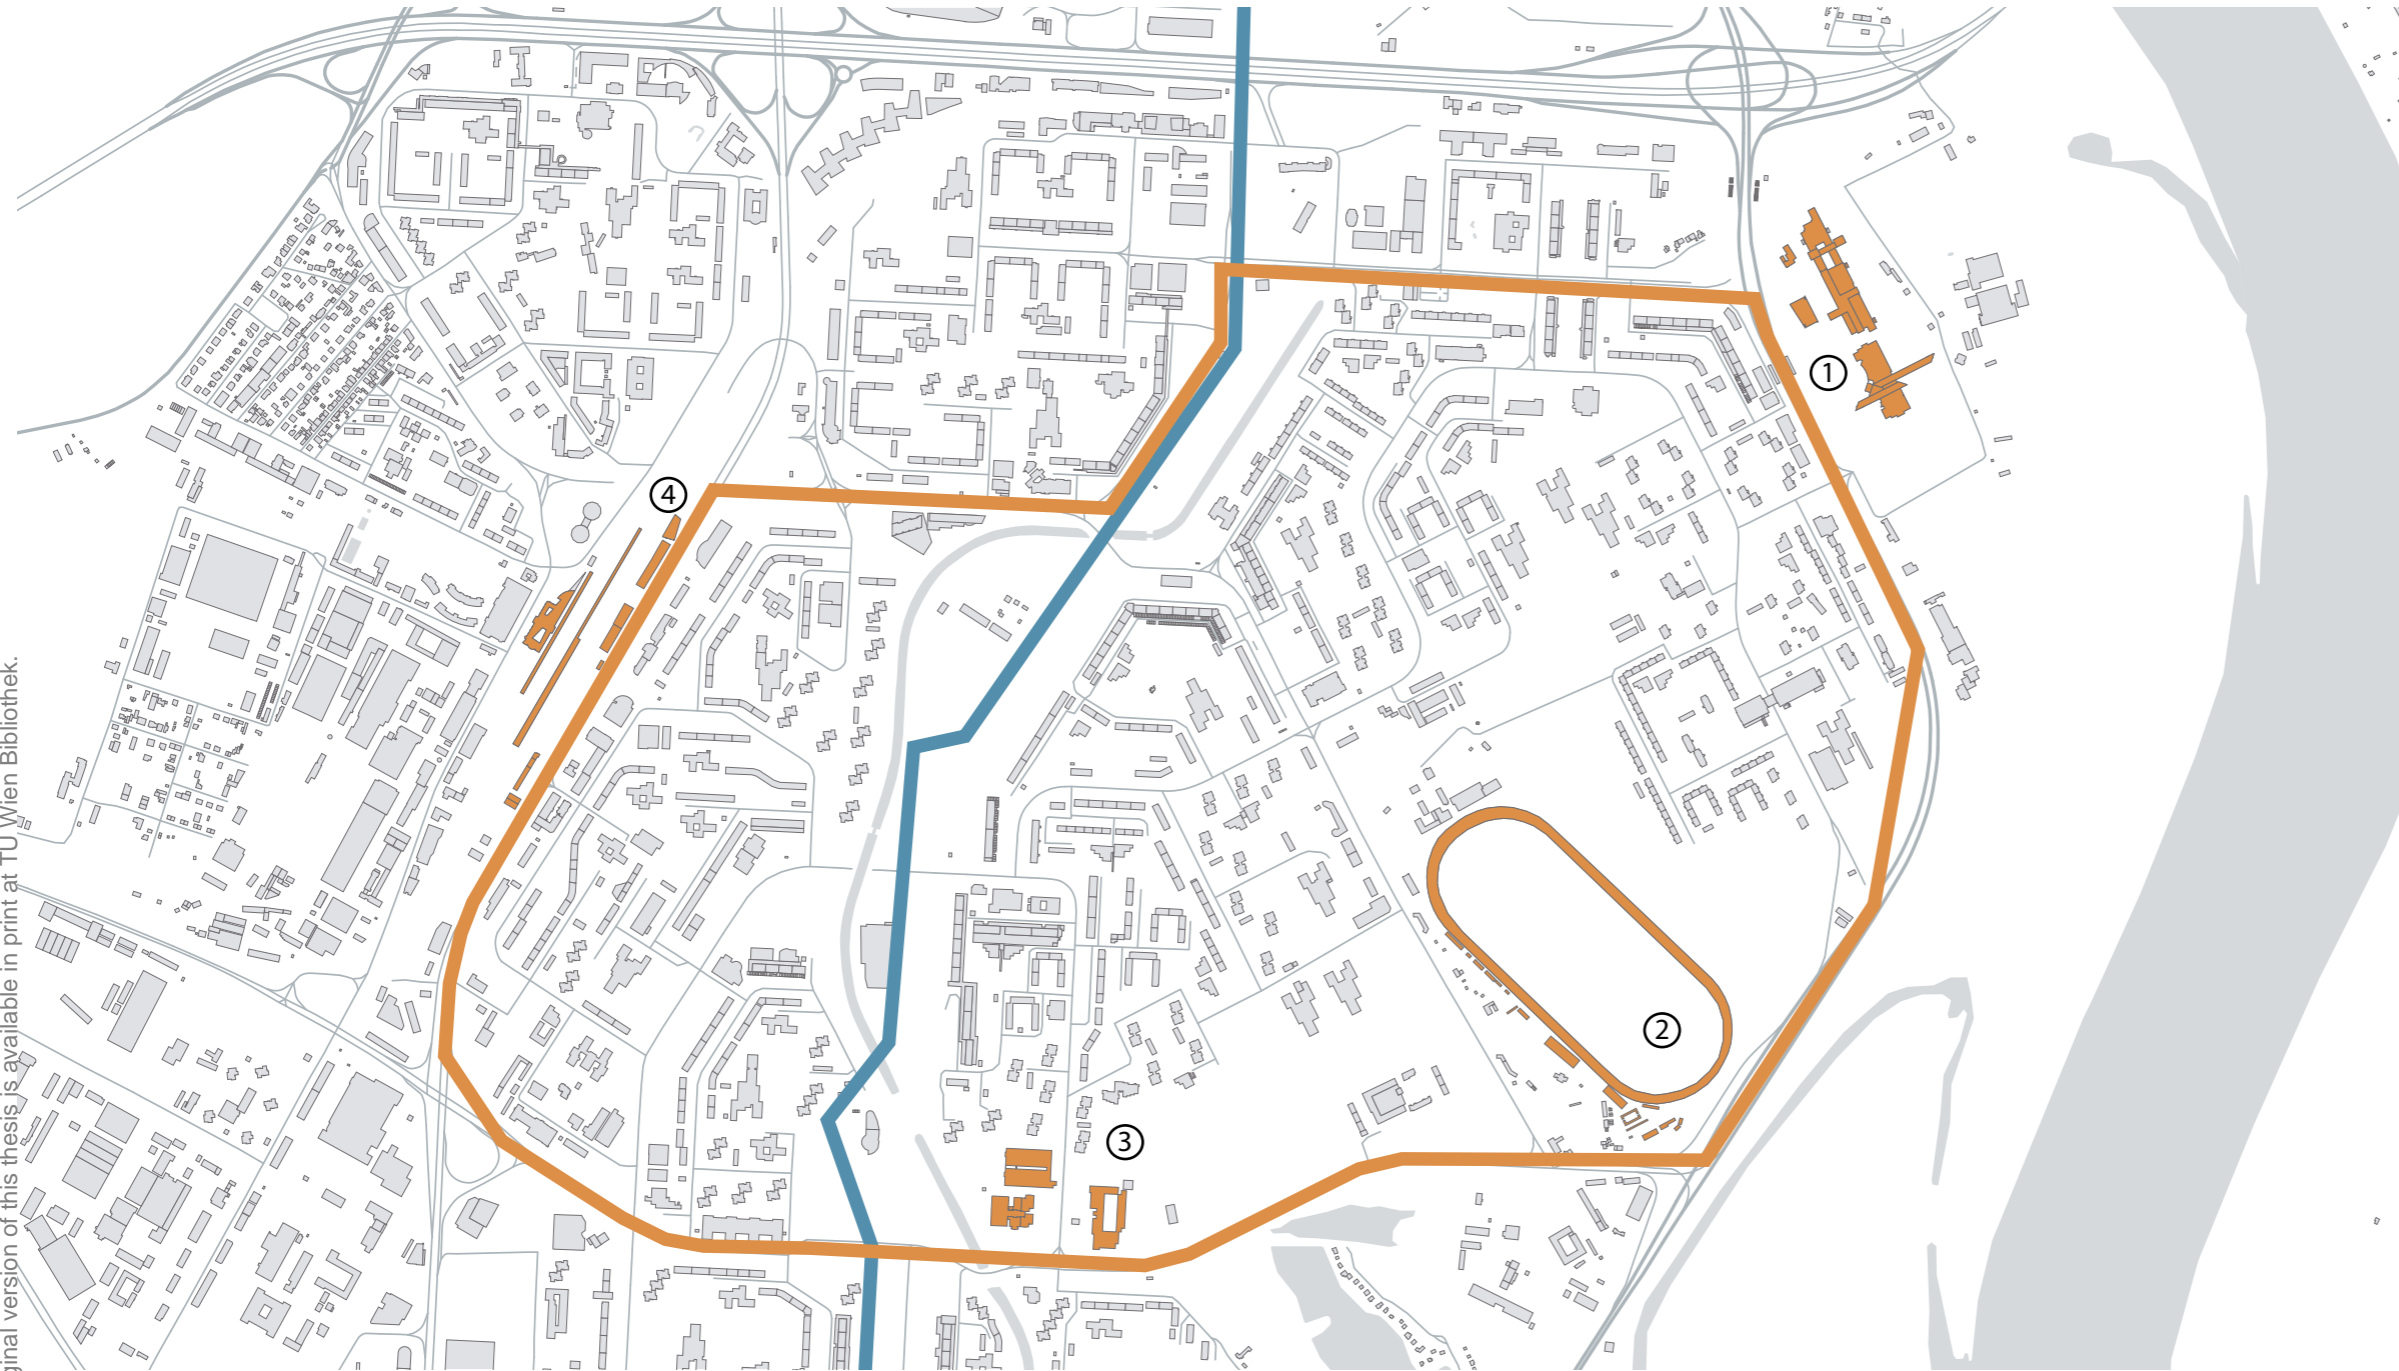 1
4
2
3
ginal version of this thesis is available in print at TU Wien Bibliothek.